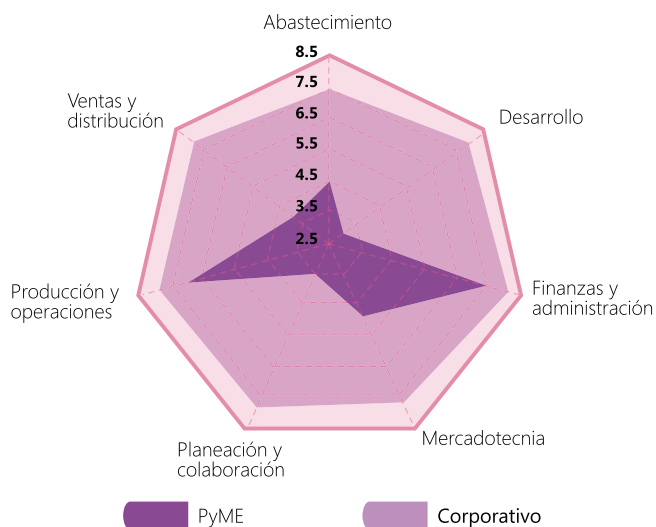 Abastecimiento
8.5
7.5
6.5
5.5
4.5
3.5
2.5
Ventas y
distribución
Desarrollo
Producción y
operaciones
Finanzas y
administración
Planeación y
colaboración
Mercadotecnia
PyME
Corporativo